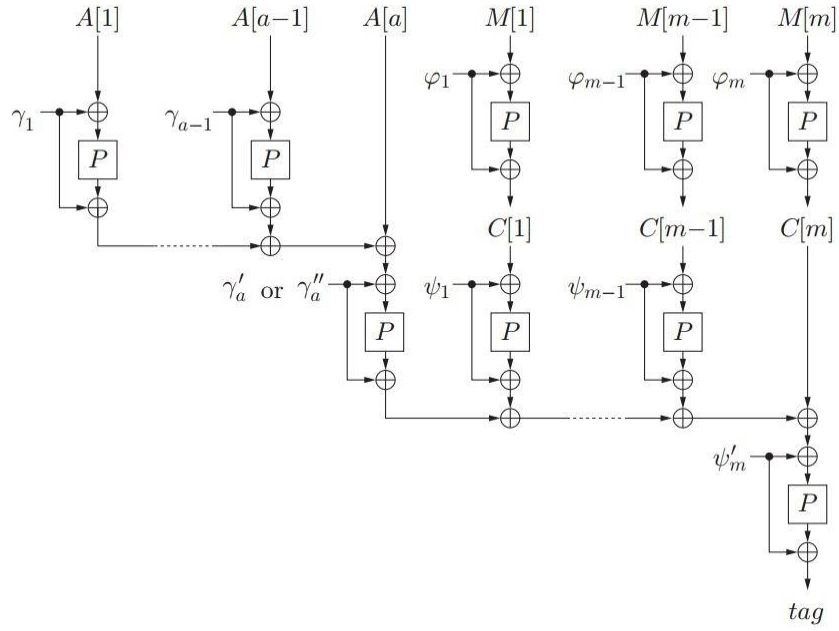 A[1] A[a−1] A[a] M[1] M[m−1] M[m]
φ₁ φₘ₋₁ φₘ
γ₁ γₐ₋₁ P P P
P P
C[1] C[m−1] C[m]
γ′ₐ or γ″ₐ ψ₁ ψₘ₋₁
P P P
ψ′ₘ
P
tag